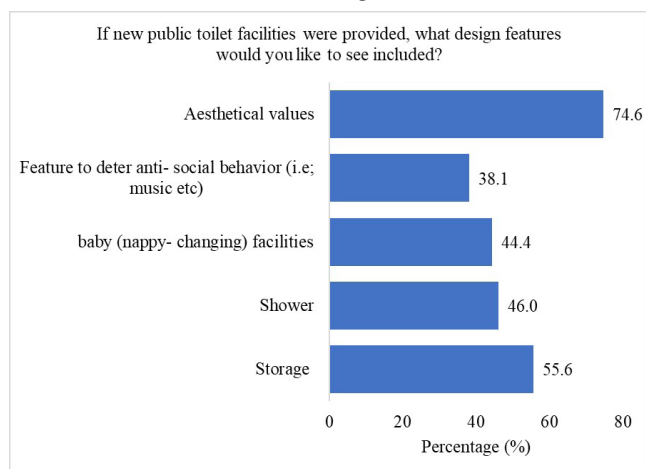 If new public toilet facilities were provided, what design features
would you like to see included?
Aesthetical values
74.6
Feature to deter anti- social behavior (i.e;
music etc)
38.1
baby (nappy- changing) facilities
44.4
Shower
46.0
Storage
55.6
0 20 40 60 80
Percentage (%)